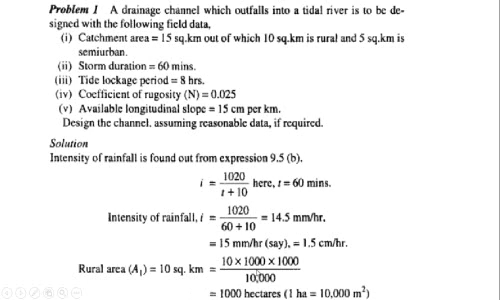 Problem 1 A drainage channel which outfalls into a tidal river is to be de-
signed with the following field data,
(i) Catchment area = 15 sq.km out of which 10 sq.km is rural and 5 sq.km is
semiurban.
(ii) Storm duration = 60 mins.
(iii) Tide lockage period = 8 hrs.
(iv) Coefficient of rugosity (N) = 0.025
(v) Available longitudinal slope = 15 cm per km.
Design the channel. assuming reasonable data, if required.
Solution
Intensity of rainfall is found out from expression 9.5 (b).
i = 1020 / t + 10 here, t = 60 mins.
Intensity of rainfall, i = 1020 / 60 + 10 = 14.5 mm/hr.
= 15 mm/hr (say), = 1.5 cm/hr.
Rural area (A₁) = 10 sq. km = 10 × 1000 × 1000 / 10,000
= 1000 hectares (1 ha = 10,000 m²)